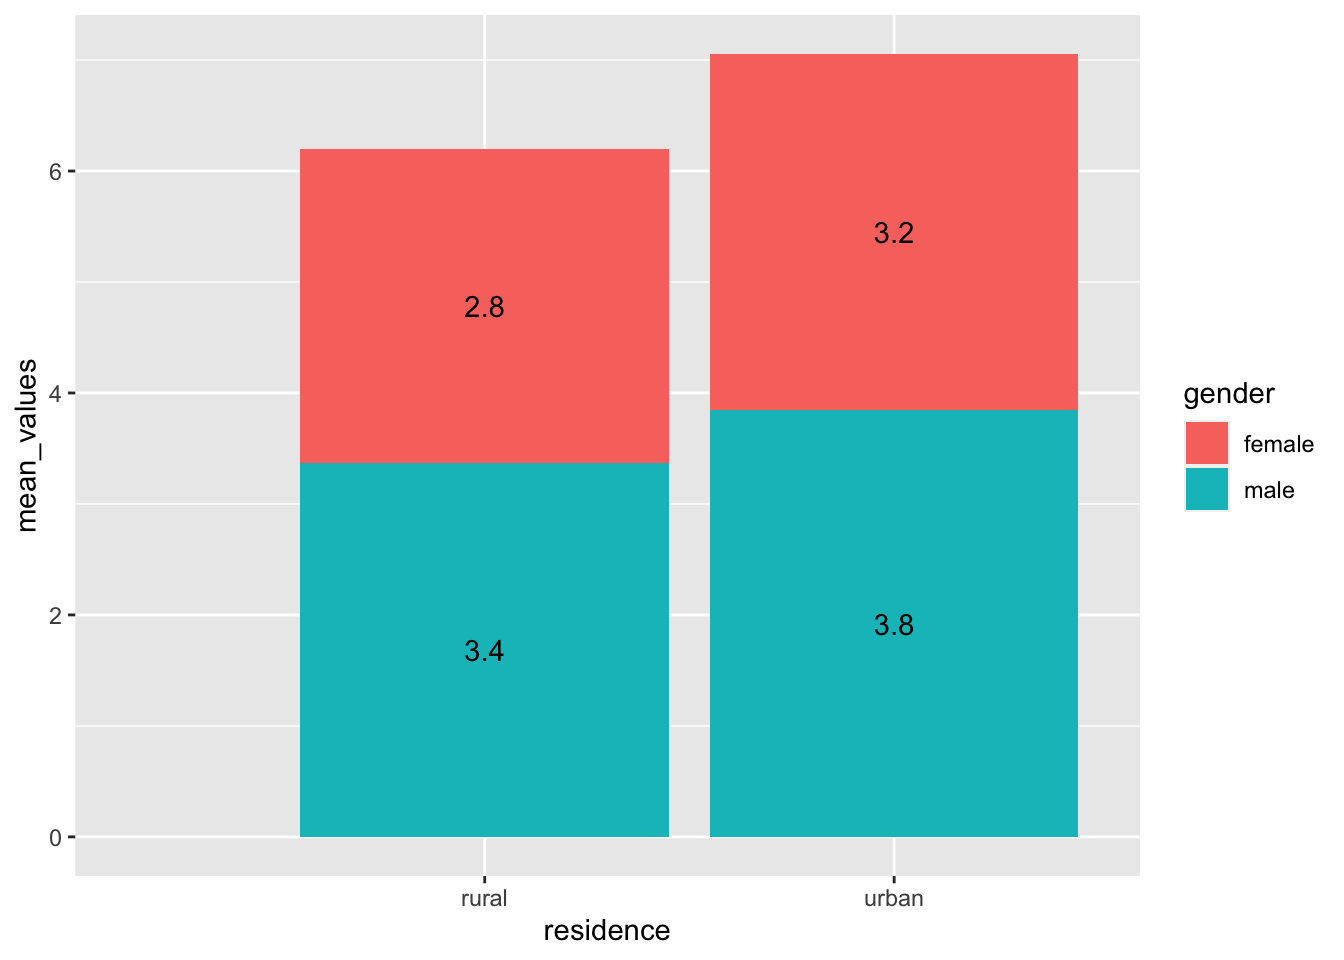 mean_values
6
4
2
0
2.8
3.4
3.2
3.8
rural
urban
residence
gender
female
male